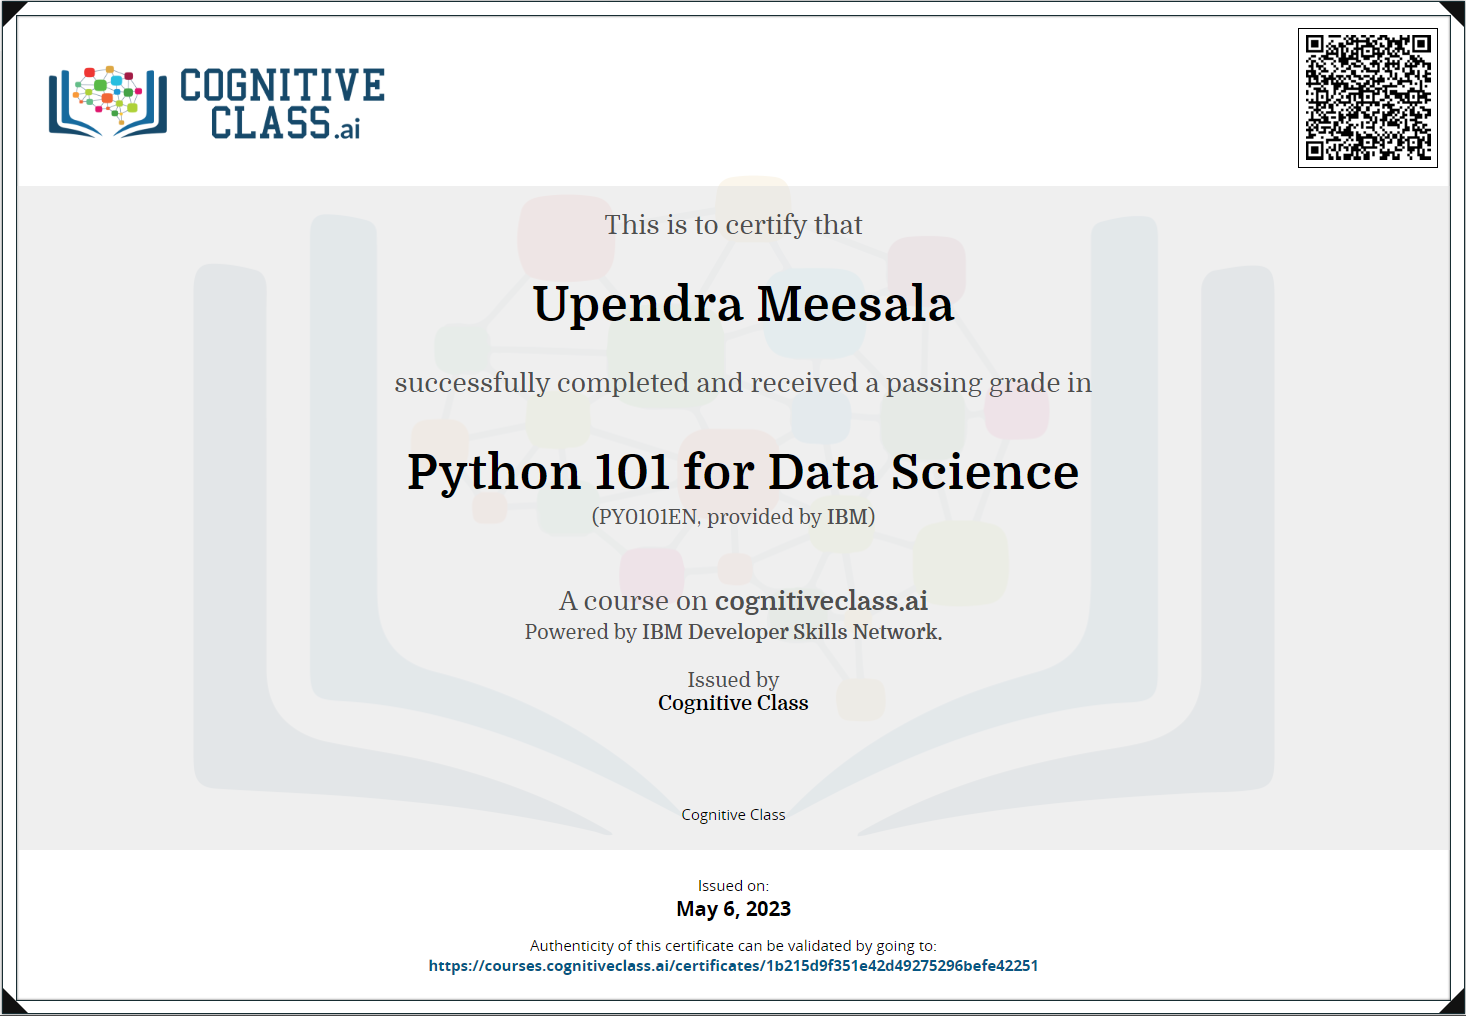 COGNITIVE
CLASS.ai
This is to certify that
Upendra Meesala
successfully completed and received a passing grade in
Python 101 for Data Science
(PY0101EN, provided by IBM)
A course on cognitiveclass.ai
Powered by IBM Developer Skills Network.
Issued by
Cognitive Class
Cognitive Class
Issued on:
May 6, 2023
Authenticity of this certificate can be validated by going to:
https://courses.cognitiveclass.ai/certificates/1b215d9f351e42d49275296befe42251